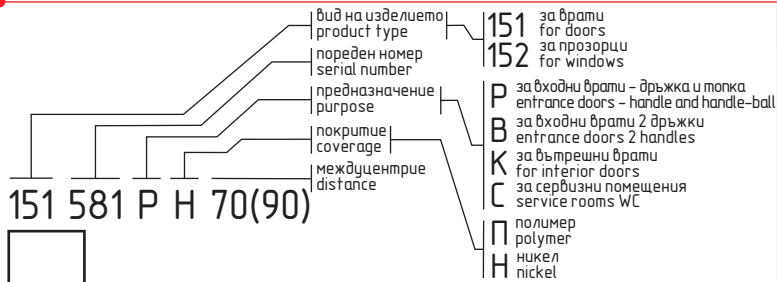 вид на изделието
product type
151 за врати
for doors
152 за прозорци
for windows
пореден номер
serial number
предназначение
purpose
Р за входни врати – дръжка и топка
entrance doors – handle and handle-ball
В за входни врати 2 дръжки
entrance doors 2 handles
К за вътрешни врати
for interior doors
С за сервизни помещения
service rooms WC
покритие
coverage
П полимер
polymer
Н никел
nickel
междуцентрие
distance
151 581 Р Н 70(90)